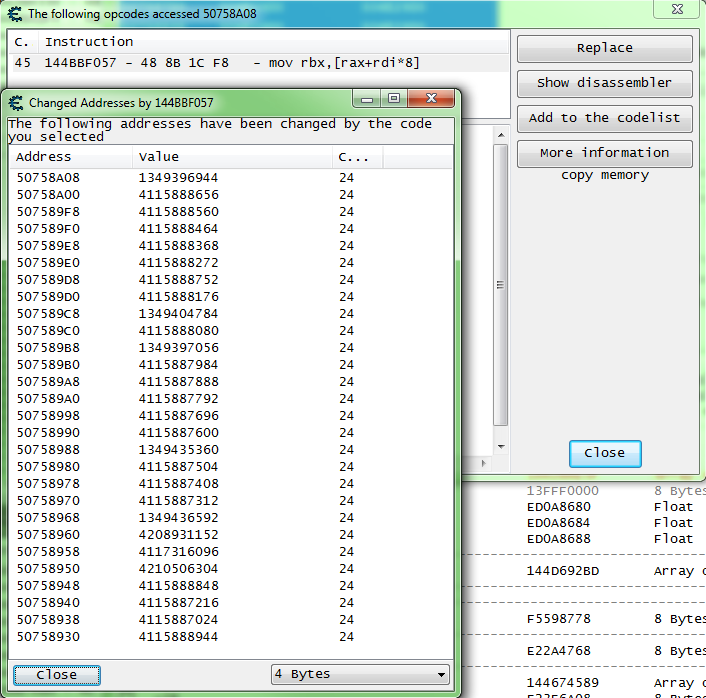 The following opcodes accessed 50758A08
C. Instruction
45 144BBF057 - 48 8B 1C F8 - mov rbx,[rax+rdi*8]
Replace
Show disassembler
Add to the codelist
More information
copy memory
Close
Changed Addresses by 144BBF057
The following addresses have been changed by the code
you selected
Address Value C...
50758A08 1349396944 24
50758A00 4115888656 24
507589F8 4115888560 24
507589F0 4115888464 24
507589E8 4115888368 24
507589E0 4115888272 24
507589D8 4115888752 24
507589D0 4115888176 24
507589C8 1349404784 24
507589C0 4115888080 24
507589B8 1349397056 24
507589B0 4115887984 24
507589A8 4115887888 24
507589A0 4115887792 24
50758998 4115887696 24
50758990 4115887600 24
50758988 1349435360 24
50758980 4115887504 24
50758978 4115887408 24
50758970 4115887312 24
50758968 1349436592 24
50758960 4208931152 24
50758958 4117316096 24
50758950 4210506304 24
50758948 4115888848 24
50758940 4115887216 24
50758938 4115887024 24
50758930 4115888944 24
Close
4 Bytes
13FFF0000 8 Bytes
ED0A8680 Float
ED0A8684 Float
ED0A8688 Float
144D692BD Array
F5598778 8 Bytes
E22A4768 8 Bytes
144674589 Array